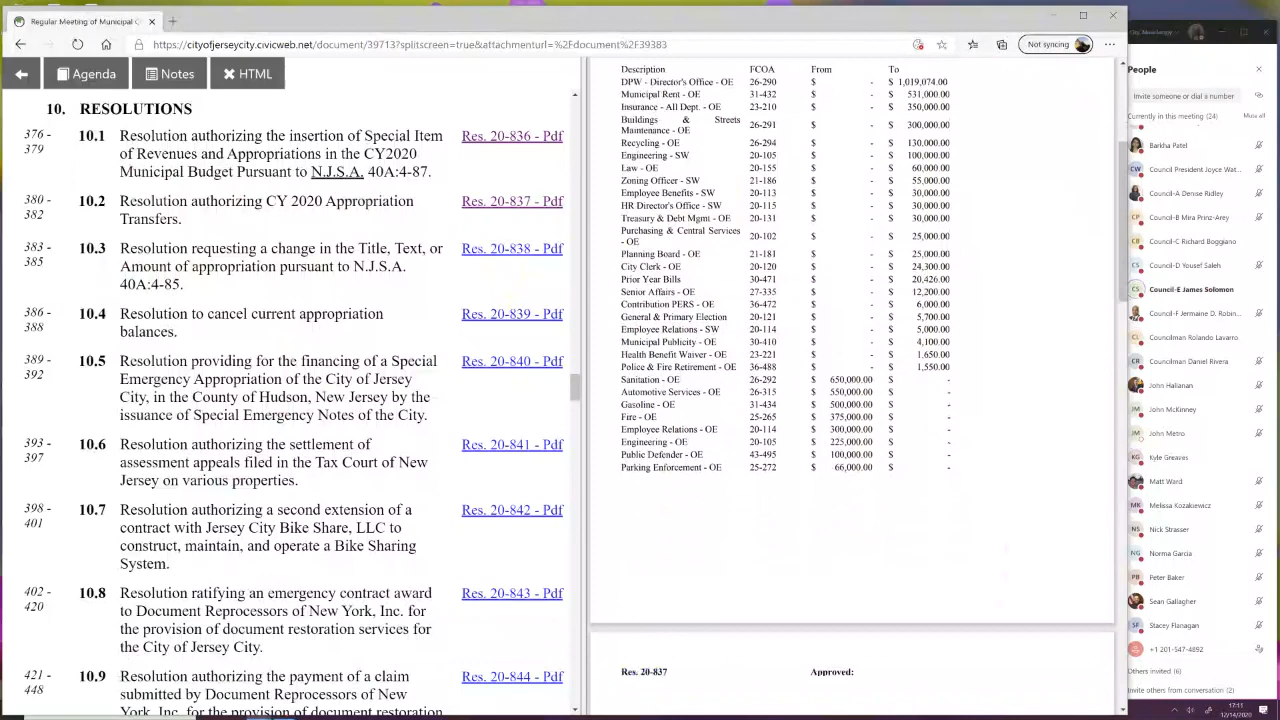 Regular Meeting of Municipal C
https://cityofjerseycity.civicweb.net/document/39713?splitscreen=true&attachmenturl=%2Fdocument%2F39383
Not syncing
Agenda
Notes
HTML
10. RESOLUTIONS
376 - 379 10.1 Resolution authorizing the insertion of Special Item Res. 20-836 - Pdf
of Revenues and Appropriations in the CY2020
Municipal Budget Pursuant to N.J.S.A. 40A:4-87.
380 - 382 10.2 Resolution authorizing CY 2020 Appropriation Res. 20-837 - Pdf
Transfers.
383 - 385 10.3 Resolution requesting a change in the Title, Text, or Res. 20-838 - Pdf
Amount of appropriation pursuant to N.J.S.A.
40A:4-85.
386 - 388 10.4 Resolution to cancel current appropriation Res. 20-839 - Pdf
balances.
389 - 392 10.5 Resolution providing for the financing of a Special Res. 20-840 - Pdf
Emergency Appropriation of the City of Jersey
City, in the County of Hudson, New Jersey by the
issuance of Special Emergency Notes of the City.
393 - 397 10.6 Resolution authorizing the settlement of Res. 20-841 - Pdf
assessment appeals filed in the Tax Court of New
Jersey on various properties.
398 - 401 10.7 Resolution authorizing a second extension of a Res. 20-842 - Pdf
contract with Jersey City Bike Share, LLC to
construct, maintain, and operate a Bike Sharing
System.
402 - 420 10.8 Resolution ratifying an emergency contract award Res. 20-843 - Pdf
to Document Reprocessors of New York, Inc. for
the provision of document restoration services for
the City of Jersey City.
421 - 448 10.9 Resolution authorizing the payment of a claim Res. 20-844 - Pdf
submitted by Document Reprocessors of New
York, Inc. for the provision of document restoration
Description FCOA From To
DPW - Director's Office - OE 26-290 $ - $ 1,019,074.00
Municipal Rent - OE 31-432 $ - $ 531,000.00
Insurance - All Dept. - OE 23-210 $ - $ 350,000.00
Buildings & Streets
Maintenance - OE 26-291 $ - $ 300,000.00
Recycling - OE 26-294 $ - $ 130,000.00
Engineering - SW 20-105 $ - $ 100,000.00
Law - OE 20-155 $ - $ 60,000.00
Zoning Officer - SW 21-186 $ - $ 55,000.00
Employee Benefits - SW 20-113 $ - $ 30,000.00
HR Director's Office - SW 20-115 $ - $ 30,000.00
Treasury & Debt Mgmt - OE 20-131 $ - $ 30,000.00
Purchasing & Central Services
- OE 20-102 $ - $ 25,000.00
Planning Board - OE 21-181 $ - $ 25,000.00
City Clerk - OE 20-120 $ - $ 24,300.00
Prior Year Bills 30-471 $ - $ 20,426.00
Senior Affairs - OE 27-335 $ - $ 12,200.00
Contribution PERS - OE 36-472 $ - $ 6,000.00
General & Primary Election 20-121 $ - $ 5,700.00
Employee Relations - SW 20-114 $ - $ 5,000.00
Municipal Publicity - OE 30-410 $ - $ 4,100.00
Health Benefit Waiver - OE 23-221 $ - $ 1,650.00
Police & Fire Retirement - OE 36-488 $ - $ 1,550.00
Sanitation - OE 26-292 $ 650,000.00 $ -
Automotive Services - OE 26-315 $ 550,000.00 $ -
Gasoline - OE 31-434 $ 500,000.00 $ -
Fire - OE 25-265 $ 375,000.00 $ -
Employee Relations - OE 20-114 $ 300,000.00 $ -
Engineering - OE 20-105 $ 225,000.00 $ -
Public Defender - OE 43-495 $ 100,000.00 $ -
Parking Enforcement - OE 25-272 $ 66,000.00 $ -
Res. 20-837 Approved:
People
Invite someone or dial a number
Currently in this meeting (24) Mute all
Barkha Patel
Council President Joyce Wat...
Council-A Denise Ridley
CP Council-B Mira Prinz-Arey
CB Council-C Richard Boggiano
CS Council-D Yousef Saleh
CS Council-E James Solomon
Council-F Jermaine D. Robin...
CL Councilman Rolando Lavarro
CR Councilman Daniel Rivera
John Hallanan
JM John McKinney
JM John Metro
KG Kyle Greaves
Matt Ward
MK Melissa Kozakiewicz
NS Nick Strasser
NG Norma Garcia
PB Peter Baker
Sean Gallagher
SF Stacey Flanagan
+1 201-547-4892
Others invited (6)
Invite others from conversation (2)
17:11
12/14/2020